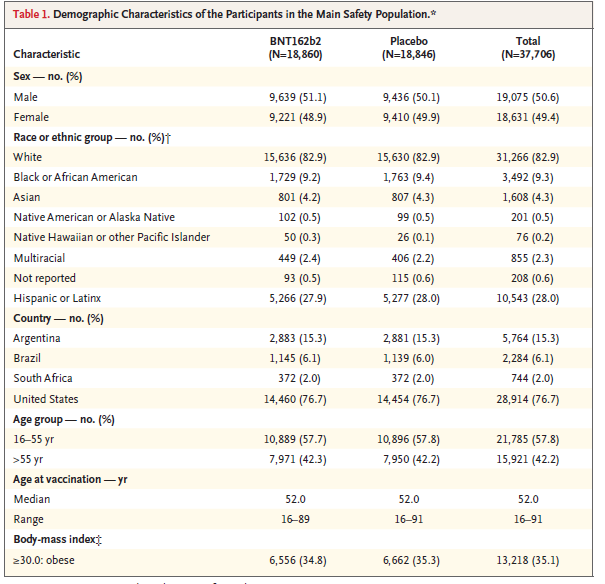 Table 1. Demographic Characteristics of the Participants in the Main Safety Population.*
Characteristic BNT162b2 (N=18,860) Placebo (N=18,846) Total (N=37,706)
Sex — no. (%)
Male 9,639 (51.1) 9,436 (50.1) 19,075 (50.6)
Female 9,221 (48.9) 9,410 (49.9) 18,631 (49.4)
Race or ethnic group — no. (%)†
White 15,636 (82.9) 15,630 (82.9) 31,266 (82.9)
Black or African American 1,729 (9.2) 1,763 (9.4) 3,492 (9.3)
Asian 801 (4.2) 807 (4.3) 1,608 (4.3)
Native American or Alaska Native 102 (0.5) 99 (0.5) 201 (0.5)
Native Hawaiian or other Pacific Islander 50 (0.3) 26 (0.1) 76 (0.2)
Multiracial 449 (2.4) 406 (2.2) 855 (2.3)
Not reported 93 (0.5) 115 (0.6) 208 (0.6)
Hispanic or Latinx 5,266 (27.9) 5,277 (28.0) 10,543 (28.0)
Country — no. (%)
Argentina 2,883 (15.3) 2,881 (15.3) 5,764 (15.3)
Brazil 1,145 (6.1) 1,139 (6.0) 2,284 (6.1)
South Africa 372 (2.0) 372 (2.0) 744 (2.0)
United States 14,460 (76.7) 14,454 (76.7) 28,914 (76.7)
Age group — no. (%)
16–55 yr 10,889 (57.7) 10,896 (57.8) 21,785 (57.8)
>55 yr 7,971 (42.3) 7,950 (42.2) 15,921 (42.2)
Age at vaccination — yr
Median 52.0 52.0 52.0
Range 16–89 16–91 16–91
Body-mass index‡
≥30.0: obese 6,556 (34.8) 6,662 (35.3) 13,218 (35.1)